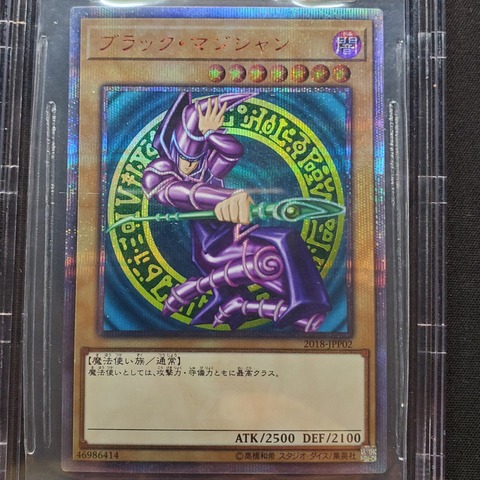 ブラック・マジシャン
闇
2018-JPP02
【魔法使い族／通常】
魔法使いとしては、攻撃力・守備力ともに最高クラス。
ATK/2500 DEF/2100
46986414
©高橋和希 スタジオ・ダイス/集英社